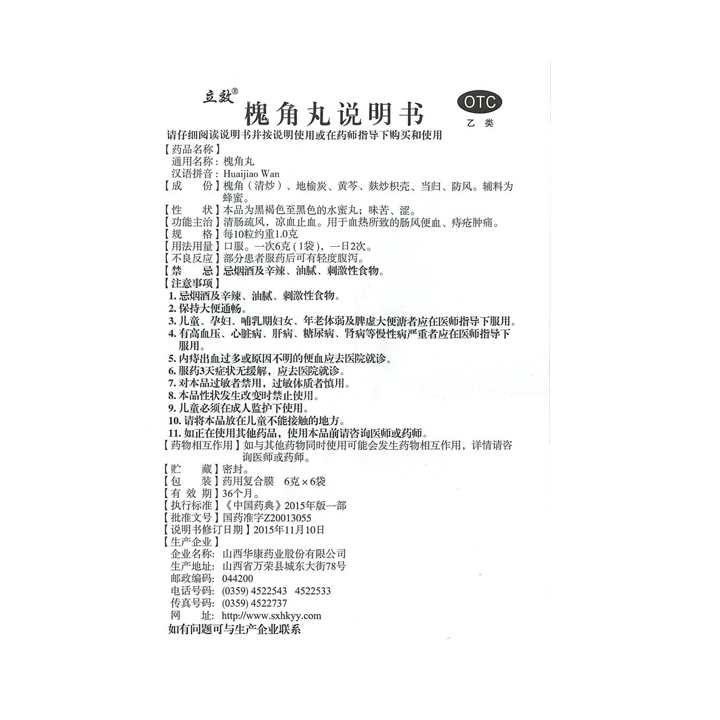 立效®
槐角丸说明书
OTC
乙类
请仔细阅读说明书并按说明使用或在药师指导下购买和使用
【药品名称】
通用名称：槐角丸
汉语拼音：Huaijiao Wan
【成　份】槐角（清炒）、地榆炭、黄芩、麸炒枳壳、当归、防风。辅料为
蜂蜜。
【性　状】本品为黑褐色至黑色的水蜜丸；味苦、涩。
【功能主治】清肠疏风，凉血止血。用于血热所致的肠风便血、痔疮肿痛。
【规　格】每10粒约重1.0克
【用法用量】口服。一次6克（1袋），一日2次。
【不良反应】部分患者服药后可有轻度腹泻。
【禁　忌】忌烟酒及辛辣、油腻、刺激性食物。
【注意事项】
1. 忌烟酒及辛辣、油腻、刺激性食物。
2. 保持大便通畅。
3. 儿童、孕妇、哺乳期妇女、年老体弱及脾虚大便溏者应在医师指导下服用。
4. 有高血压、心脏病、肝病、糖尿病、肾病等慢性病严重者应在医师指导下
服用。
5. 内痔出血过多或原因不明的便血应去医院就诊。
6. 服药3天症状无缓解，应去医院就诊。
7. 对本品过敏者禁用，过敏体质者慎用。
8. 本品性状发生改变时禁止使用。
9. 儿童必须在成人监护下使用。
10. 请将本品放在儿童不能接触的地方。
11. 如正在使用其他药品，使用本品前请咨询医师或药师。
【药物相互作用】如与其他药物同时使用可能会发生药物相互作用，详情请咨
询医师或药师。
【贮　藏】密封。
【包　装】药用复合膜　6克×6袋
【有 效 期】36个月。
【执行标准】《中国药典》2015年版一部
【批准文号】国药准字Z20013055
【说明书修订日期】2015年11月10日
【生产企业】
企业名称：山西华康药业股份有限公司
生产地址：山西省万荣县城东大街78号
邮政编码：044200
电话号码：(0359) 4522543　4522533
传真号码：(0359) 4522737
网　址：http://www.sxhkyy.com
如有问题可与生产企业联系